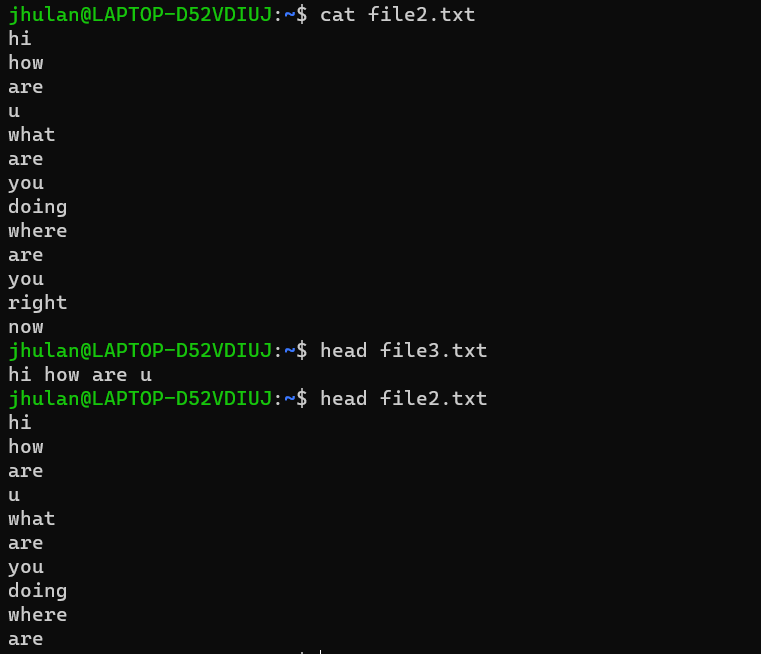 jhulan@LAPTOP-D52VDIUJ:~$ cat file2.txt
hi
how
are
u
what
are
you
doing
where
are
you
right
now
jhulan@LAPTOP-D52VDIUJ:~$ head file3.txt
hi how are u
jhulan@LAPTOP-D52VDIUJ:~$ head file2.txt
hi
how
are
u
what
are
you
doing
where
are